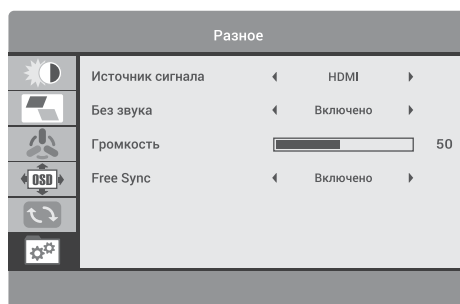 Разное
Источник сигнала HDMI
Без звука Включено
Громкость 50
OSD
Free Sync Включено